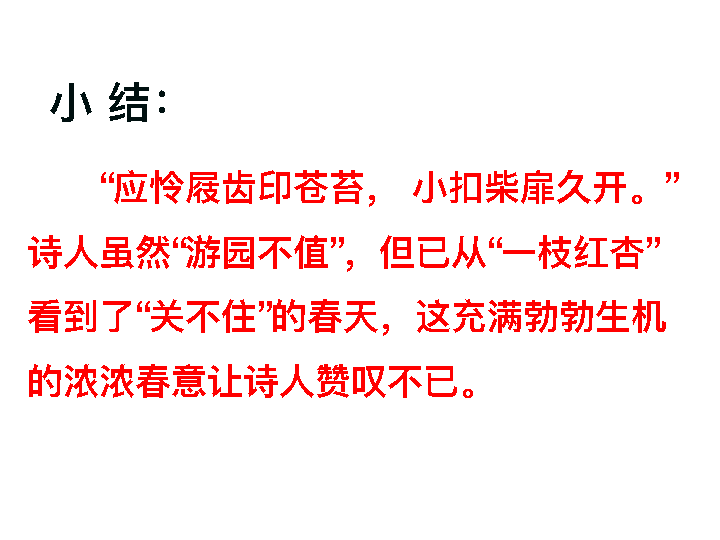 小 结：
“应怜屐齿印苍苔， 小扣柴扉久开。”
诗人虽然“游园不值”，但已从“一枝红杏”
看到了“关不住”的春天，这充满勃勃生机
的浓浓春意让诗人赞叹不已。